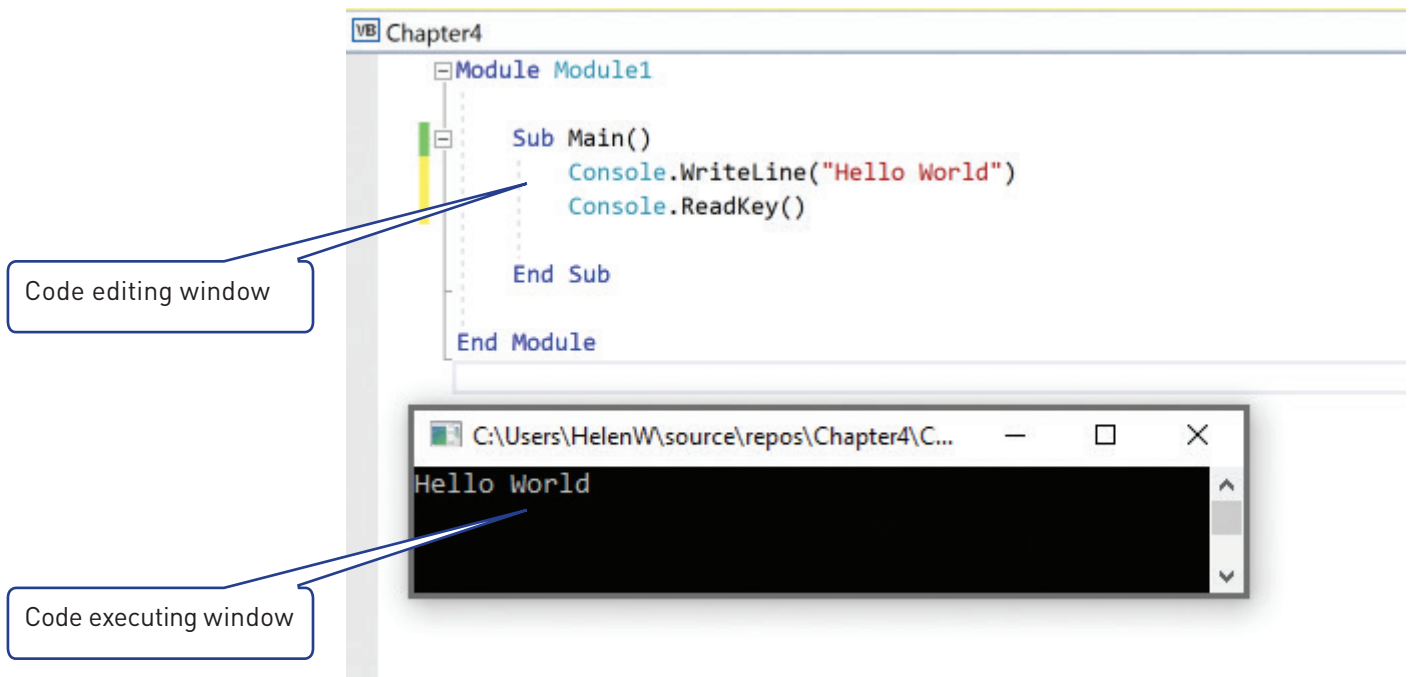 VB Chapter4
Module Module1
Sub Main()
Console.WriteLine("Hello World")
Console.ReadKey()
End Sub
End Module
Code editing window
C:\Users\HelenW\source\repos\Chapter4\C...
Hello World
Code executing window